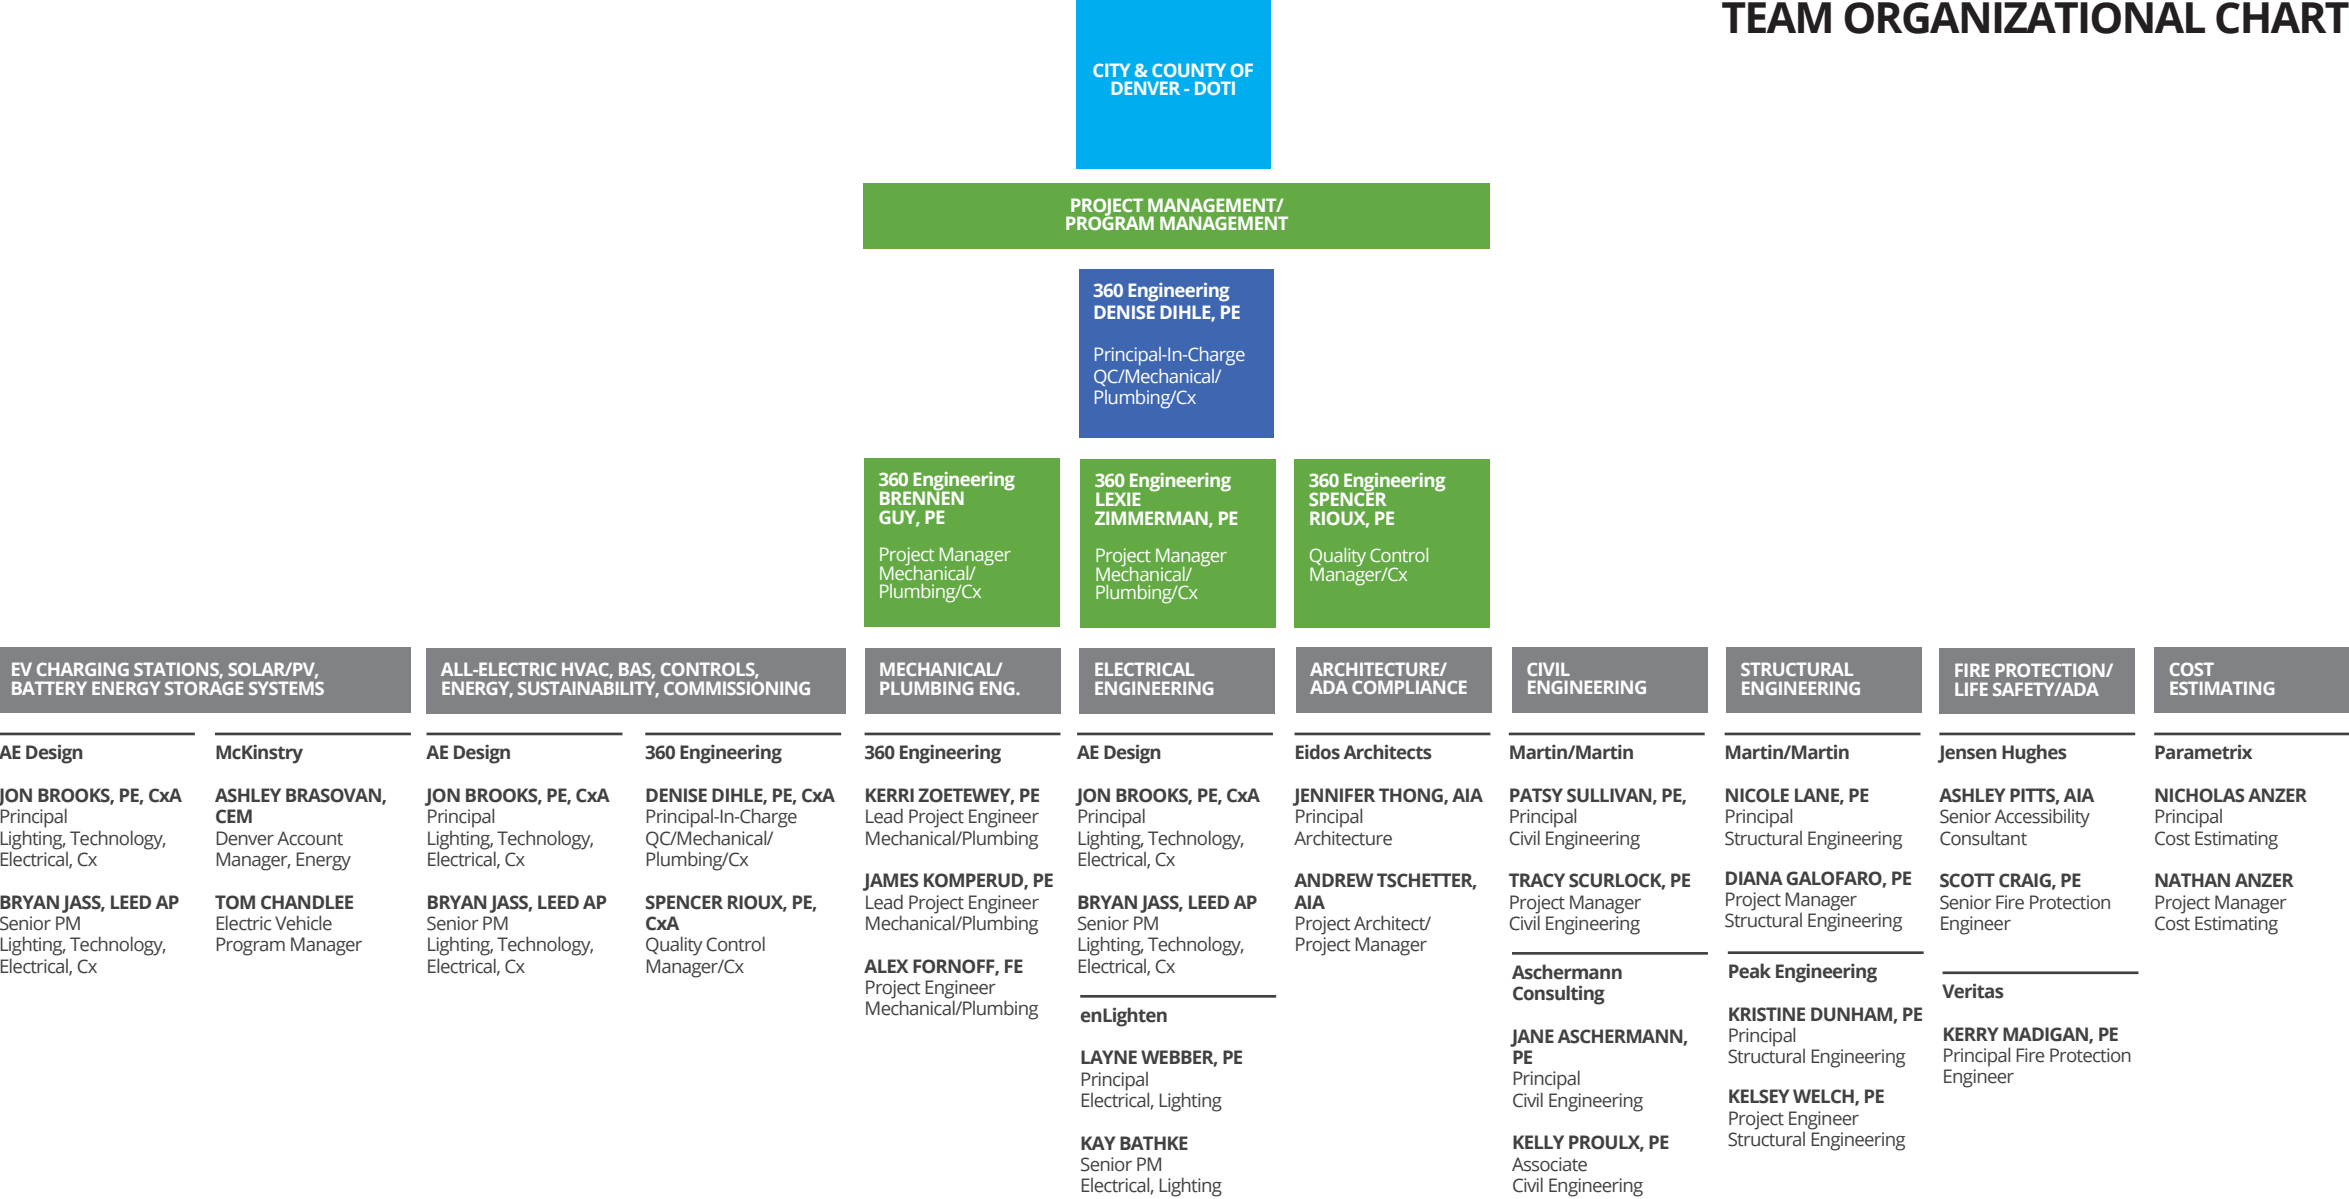 TEAM ORGANIZATIONAL CHART
CITY & COUNTY OF
DENVER - DOTI
PROJECT MANAGEMENT/
PROGRAM MANAGEMENT
360 Engineering
DENISE DIHLE, PE
Principal-In-Charge
QC/Mechanical/
Plumbing/Cx
360 Engineering
BRENNEN
GUY, PE
Project Manager
Mechanical/
Plumbing/Cx
360 Engineering
LEXIE
ZIMMERMAN, PE
Project Manager
Mechanical/
Plumbing/Cx
360 Engineering
SPENCER
RIOUX, PE
Quality Control
Manager/Cx
EV CHARGING STATIONS, SOLAR/PV,
BATTERY ENERGY STORAGE SYSTEMS
AE Design
JON BROOKS, PE, CxA
Principal
Lighting, Technology,
Electrical, Cx
BRYAN JASS, LEED AP
Senior PM
Lighting, Technology,
Electrical, Cx
McKinstry
ASHLEY BRASOVAN,
CEM
Denver Account
Manager, Energy
TOM CHANDLEE
Electric Vehicle
Program Manager
ALL-ELECTRIC HVAC, BAS, CONTROLS,
ENERGY, SUSTAINABILITY, COMMISSIONING
AE Design
JON BROOKS, PE, CxA
Principal
Lighting, Technology,
Electrical, Cx
BRYAN JASS, LEED AP
Senior PM
Lighting, Technology,
Electrical, Cx
360 Engineering
DENISE DIHLE, PE, CxA
Principal-In-Charge
QC/Mechanical/
Plumbing/Cx
SPENCER RIOUX, PE,
CxA
Quality Control
Manager/Cx
MECHANICAL/
PLUMBING ENG.
360 Engineering
KERRI ZOETEWEY, PE
Lead Project Engineer
Mechanical/Plumbing
JAMES KOMPERUD, PE
Lead Project Engineer
Mechanical/Plumbing
ALEX FORNOFF, FE
Project Engineer
Mechanical/Plumbing
ELECTRICAL
ENGINEERING
AE Design
JON BROOKS, PE, CxA
Principal
Lighting, Technology,
Electrical, Cx
BRYAN JASS, LEED AP
Senior PM
Lighting, Technology,
Electrical, Cx
enLighten
LAYNE WEBBER, PE
Principal
Electrical, Lighting
KAY BATHKE
Senior PM
Electrical, Lighting
ARCHITECTURE/
ADA COMPLIANCE
Eidos Architects
JENNIFER THONG, AIA
Principal
Architecture
ANDREW TSCHETTER,
AIA
Project Architect/
Project Manager
CIVIL
ENGINEERING
Martin/Martin
PATSY SULLIVAN, PE,
Principal
Civil Engineering
TRACY SCURLOCK, PE
Project Manager
Civil Engineering
Aschermann
Consulting
JANE ASCHERMANN,
PE
Principal
Civil Engineering
KELLY PROULX, PE
Associate
Civil Engineering
STRUCTURAL
ENGINEERING
Martin/Martin
NICOLE LANE, PE
Principal
Structural Engineering
DIANA GALOFARO, PE
Project Manager
Structural Engineering
Peak Engineering
KRISTINE DUNHAM, PE
Principal
Structural Engineering
KELSEY WELCH, PE
Project Engineer
Structural Engineering
FIRE PROTECTION/
LIFE SAFETY/ADA
Jensen Hughes
ASHLEY PITTS, AIA
Senior Accessibility
Consultant
SCOTT CRAIG, PE
Senior Fire Protection
Engineer
Veritas
KERRY MADIGAN, PE
Principal Fire Protection
Engineer
COST
ESTIMATING
Parametrix
NICHOLAS ANZER
Principal
Cost Estimating
NATHAN ANZER
Project Manager
Cost Estimating